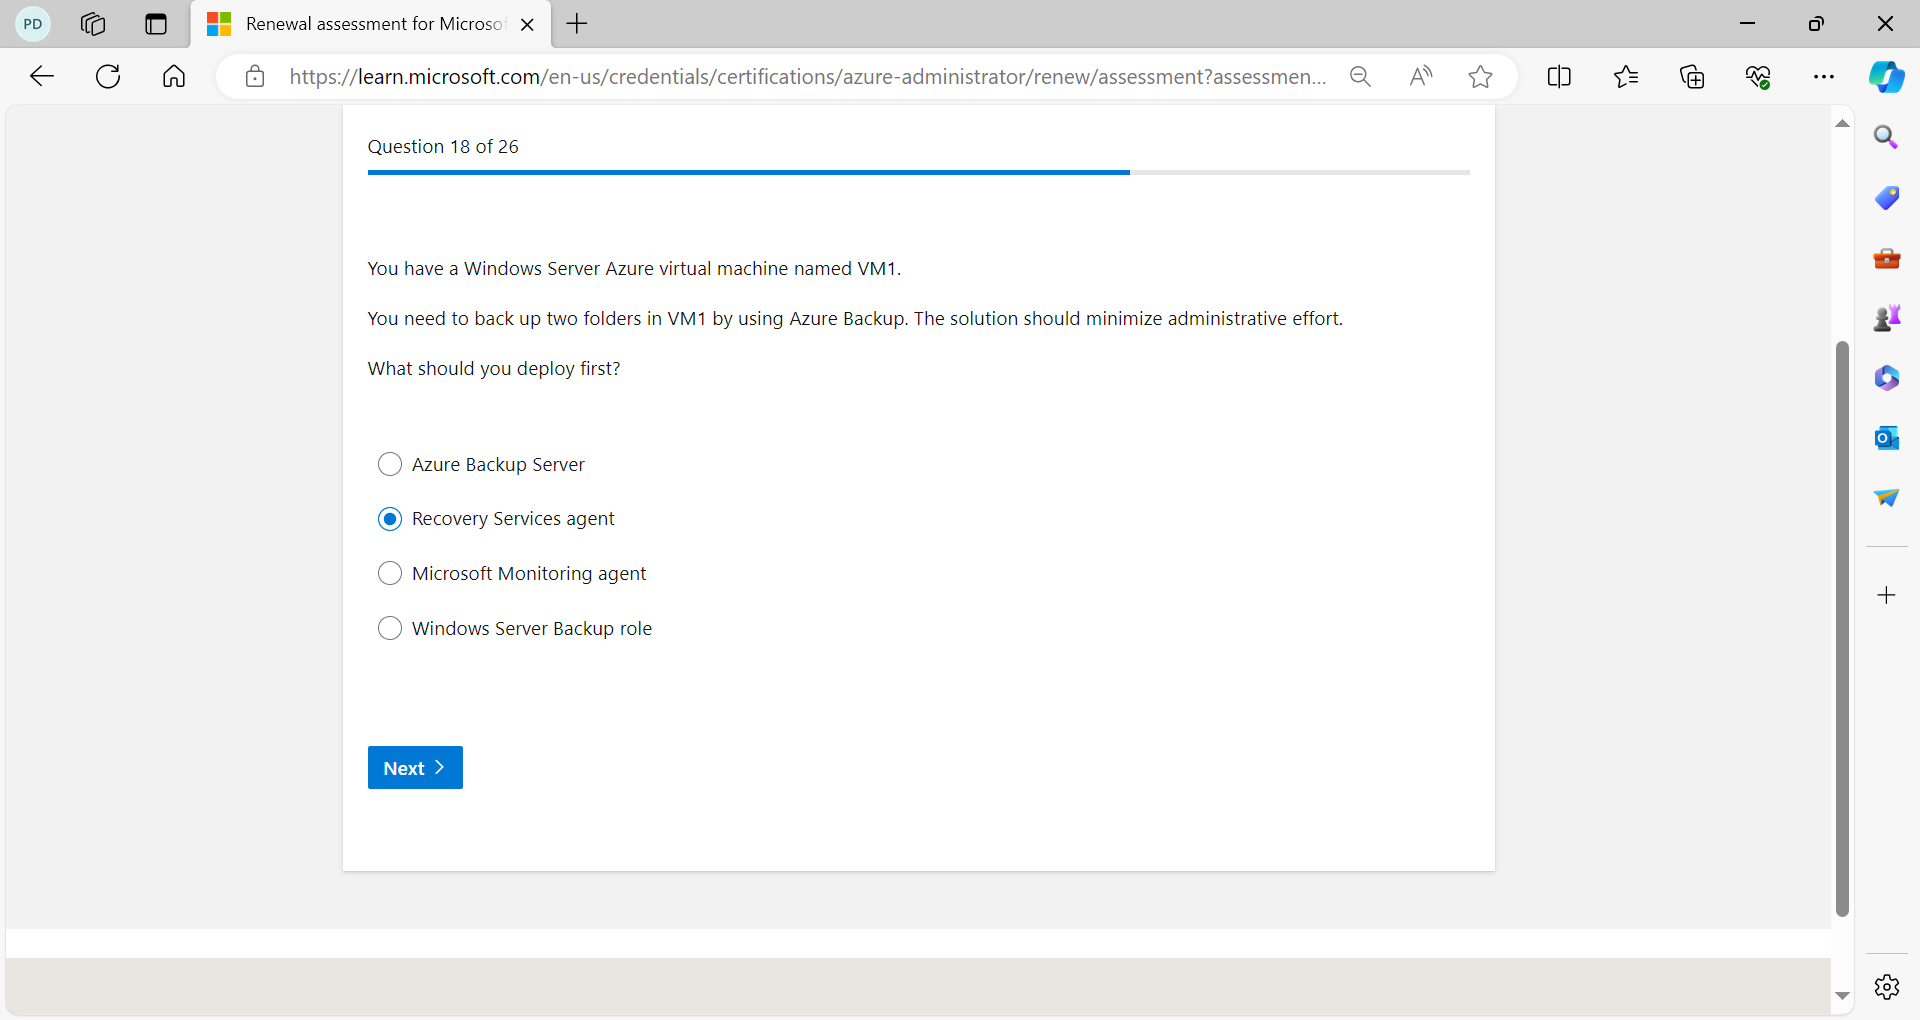 PD
Renewal assessment for Microsof
https://learn.microsoft.com/en-us/credentials/certifications/azure-administrator/renew/assessment?assessmen...
Question 18 of 26
You have a Windows Server Azure virtual machine named VM1.
You need to back up two folders in VM1 by using Azure Backup. The solution should minimize administrative effort.
What should you deploy first?
Azure Backup Server
Recovery Services agent
Microsoft Monitoring agent
Windows Server Backup role
Next